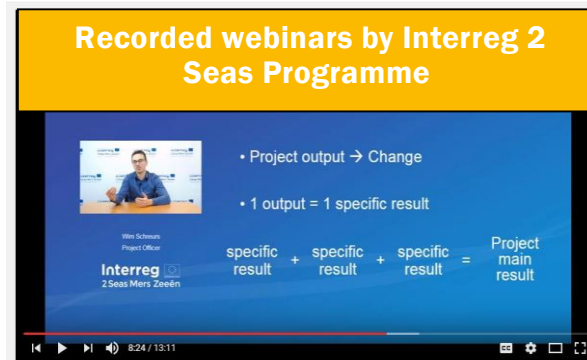 Recorded webinars by Interreg 2
Seas Programme
• Project output → Change
• 1 output = 1 specific result
Wim Schreurs
Project Officer
Interreg
2 Seas Mers Zeeën
specific
result
+
specific
result
+
specific
result
=
Project
main
result
8:24 / 13:11
CC